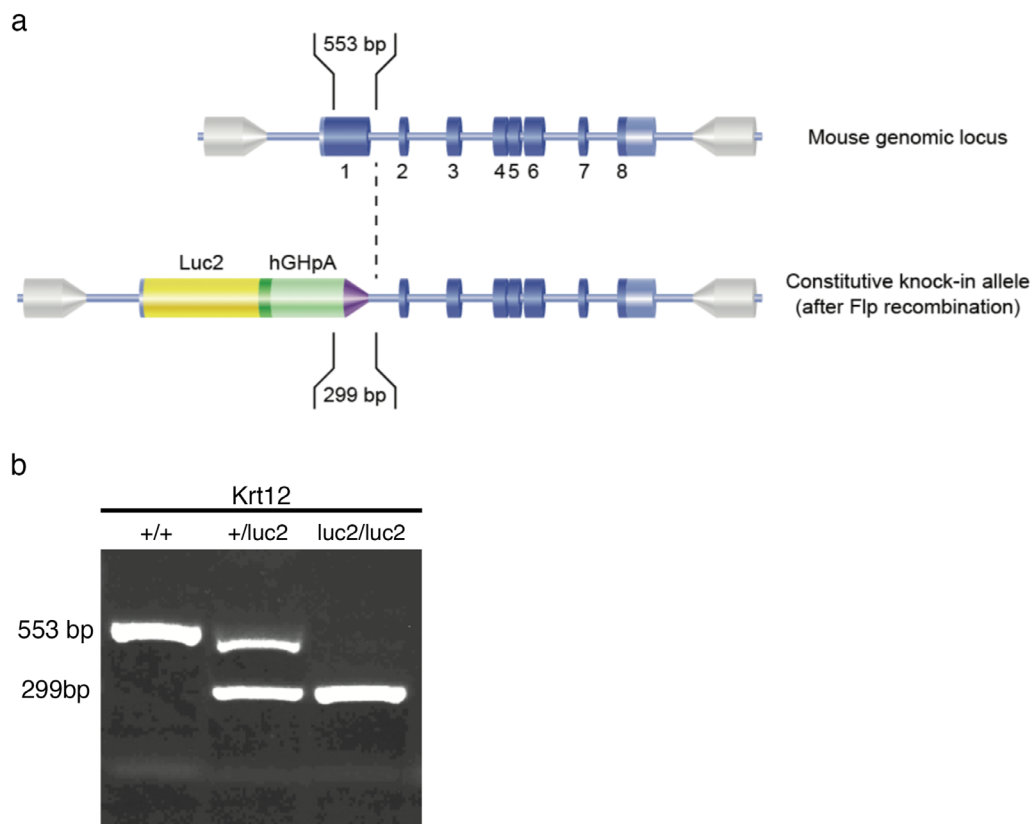 a
553 bp
Mouse genomic locus
1 2 3 4 5 6 7 8
Luc2 hGHpA
Constitutive knock-in allele
(after Flp recombination)
299 bp
b
Krt12
+/+ +/luc2 luc2/luc2
553 bp
299bp